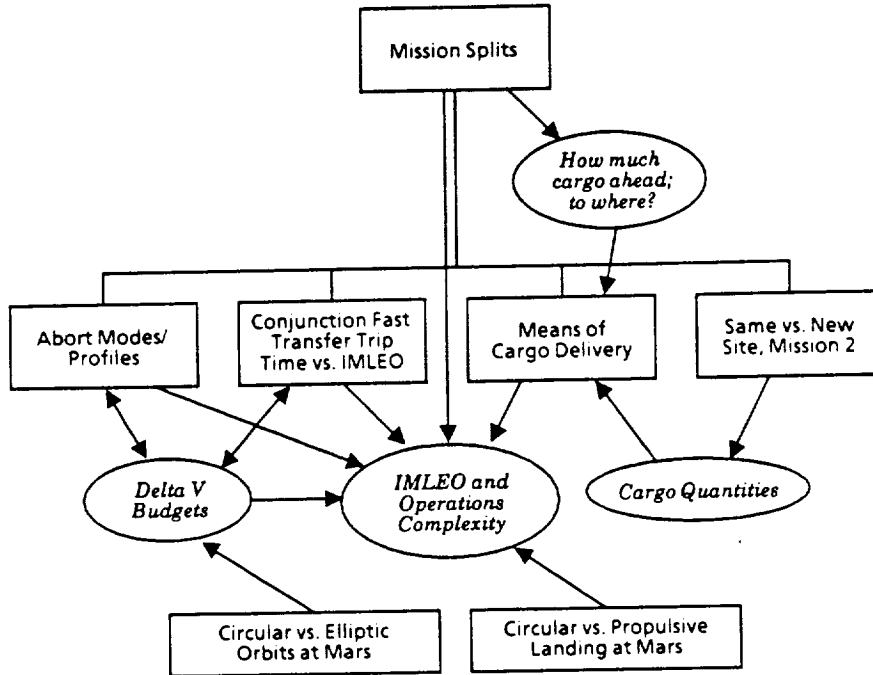 Mission Splits
How much
cargo ahead;
to where?
Abort Modes/
Profiles
Conjunction Fast
Transfer Trip
Time vs. IMLEO
Means of
Cargo Delivery
Same vs. New
Site, Mission 2
Delta V
Budgets
IMLEO and
Operations
Complexity
Cargo Quantities
Circular vs. Elliptic
Orbits at Mars
Circular vs. Propulsive
Landing at Mars